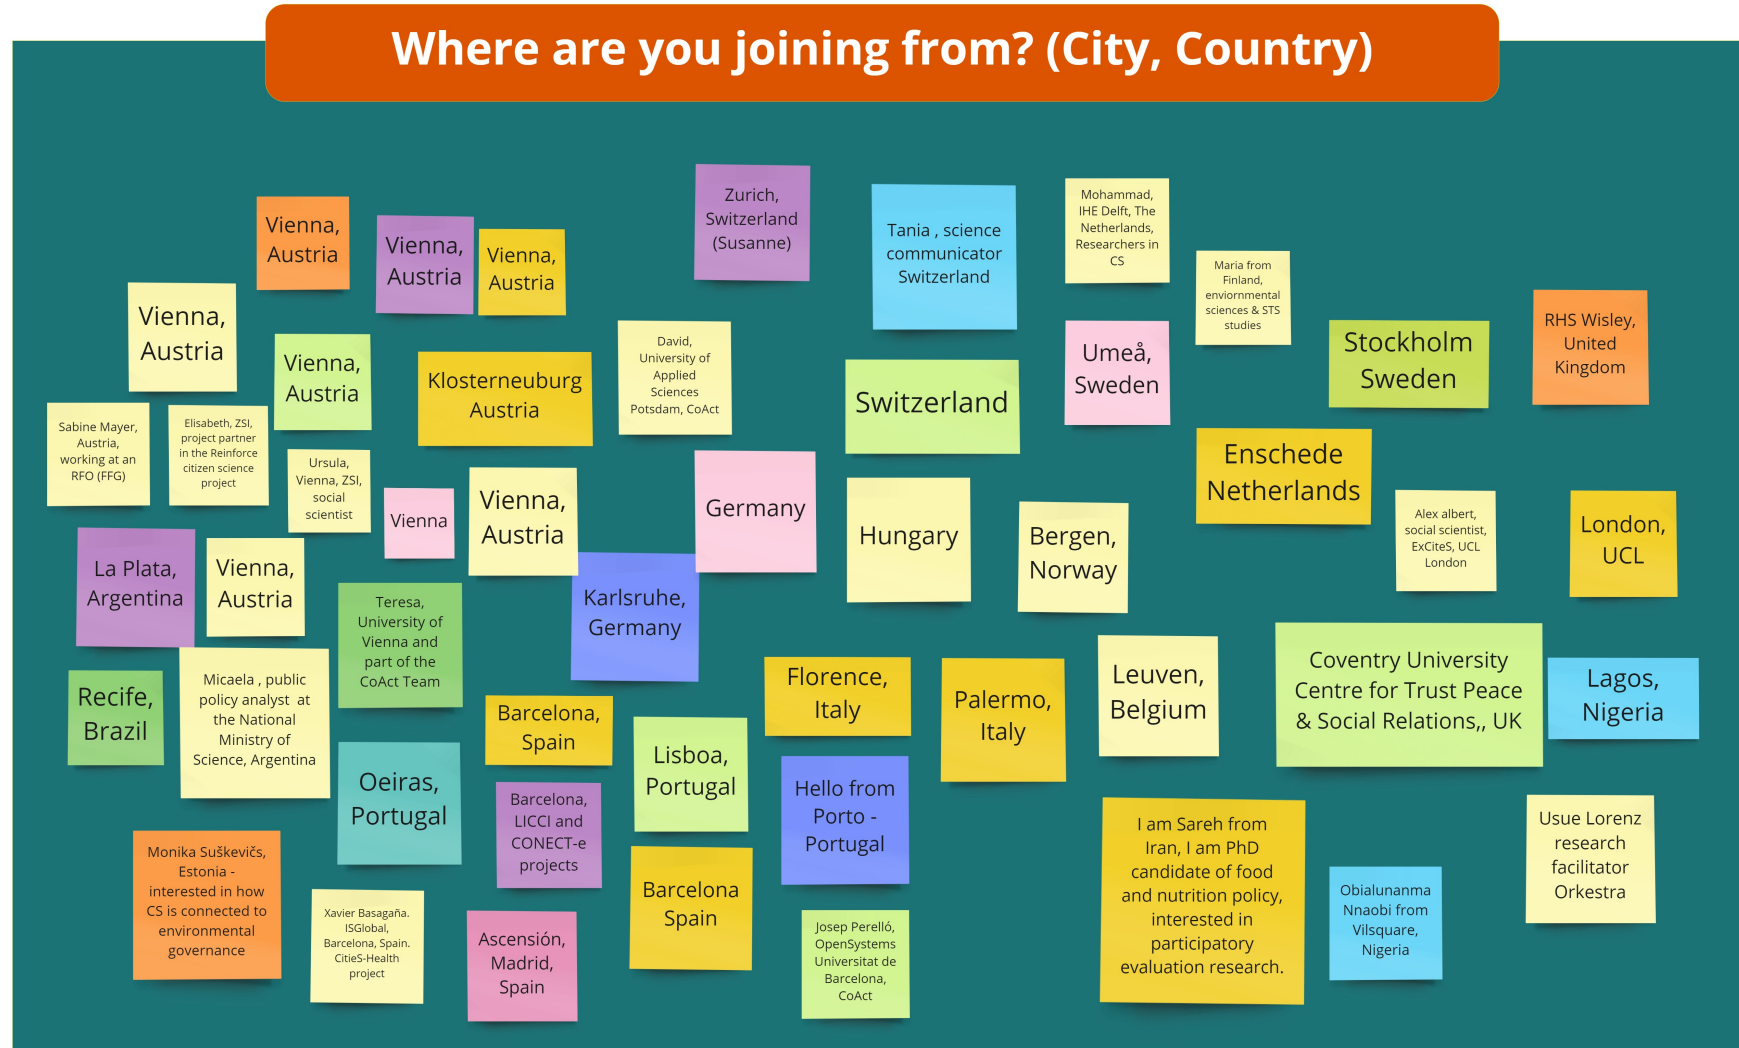 Where are you joining from? (City, Country)
Zurich,
Switzerland
(Susanne)
Tania , science
communicator
Switzerland
Mohammad,
IHE Delft, The
Netherlands,
Researchers in
CS
Vienna,
Austria
Vienna,
Austria
Vienna,
Austria
Maria from
Finland,
enviornmental
sciences & STS
studies
Vienna,
Austria
RHS Wisley,
United
Kingdom
Vienna,
Austria
Klosterneuburg
Austria
David,
University of
Applied
Sciences
Potsdam, CoAct
Switzerland
Umeå,
Sweden
Stockholm
Sweden
Sabine Mayer,
Austria,
working at an
RFO (FFG)
Elisabeth, ZSI,
project partner
in the Reinforce
citizen science
project
Ursula,
Vienna, ZSI,
social
scientist
Vienna
Vienna,
Austria
Germany
Hungary
Bergen,
Norway
Enschede
Netherlands
Alex albert,
social scientist,
ExCiteS, UCL
London
London,
UCL
La Plata,
Argentina
Vienna,
Austria
Teresa,
University of
Vienna and
part of the
CoAct Team
Karlsruhe,
Germany
Recife,
Brazil
Micaela , public
policy analyst at
the National
Ministry of
Science, Argentina
Barcelona,
Spain
Lisboa,
Portugal
Florence,
Italy
Palermo,
Italy
Leuven,
Belgium
Coventry University
Centre for Trust Peace
& Social Relations,, UK
Lagos,
Nigeria
Oeiras,
Portugal
Barcelona,
LICCI and
CONECT-e
projects
Hello from
Porto -
Portugal
Monika Suškevičs,
Estonia -
interested in how
CS is connected to
environmental
governance
Xavier Basagaña.
ISGlobal,
Barcelona, Spain.
CitieS-Health
project
Ascensión,
Madrid,
Spain
Barcelona
Spain
Josep Perelló,
OpenSystems
Universitat de
Barcelona,
CoAct
I am Sareh from
Iran, I am PhD
candidate of food
and nutrition policy,
interested in
participatory
evaluation research.
Obialunanma
Nnaobi from
Vilsquare,
Nigeria
Usue Lorenz
research
facilitator
Orkestra